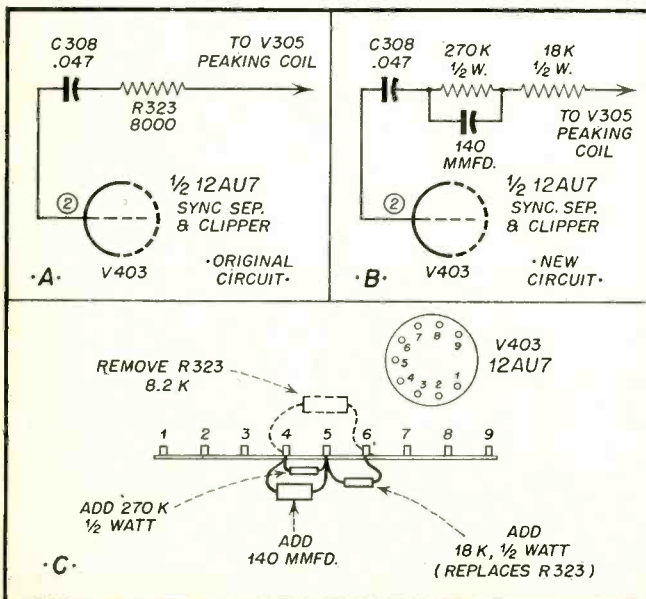 C308
.047
TO V305
PEAKING COIL
R323
8000
2
1/2 12AU7
SYNC SEP.
& CLIPPER
V403
·ORIGINAL
CIRCUIT·
·A·
C308
.047
270K
1/2 W.
18K
1/2 W.
140
MMFD.
TO V305
PEAKING
COIL
2
1/2 12AU7
SYNC. SEP.
& CLIPPER
V403
·NEW
CIRCUIT·
·B·
REMOVE R323
8.2 K
7 8 9
6
5
4 3 2 1
V403
12AU7
1 2 3 4 5 6 7 8 9
ADD 270 K
1/2 WATT
ADD
140 MMFD.
ADD
18 K, 1/2 WATT
(REPLACES R323)
·C·